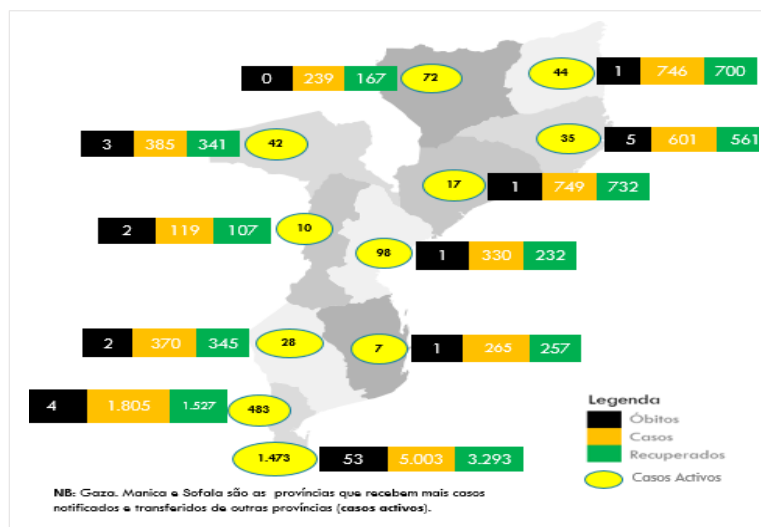 0 239 167 72
44 1 746 700
3 385 341 42
35 5 601 561
17 1 749 732
2 119 107 10
98 1 330 232
2 370 345 28
7 1 265 257
4 1.805 1.527 483
1.473 53 5.003 3.293
Legenda
Óbitos
Casos
Recuperados
Casos Activos
NB: Gaza. Manica e Sofala são as províncias que recebem mais casos
notificados e transferidos de outras províncias (casos activos).